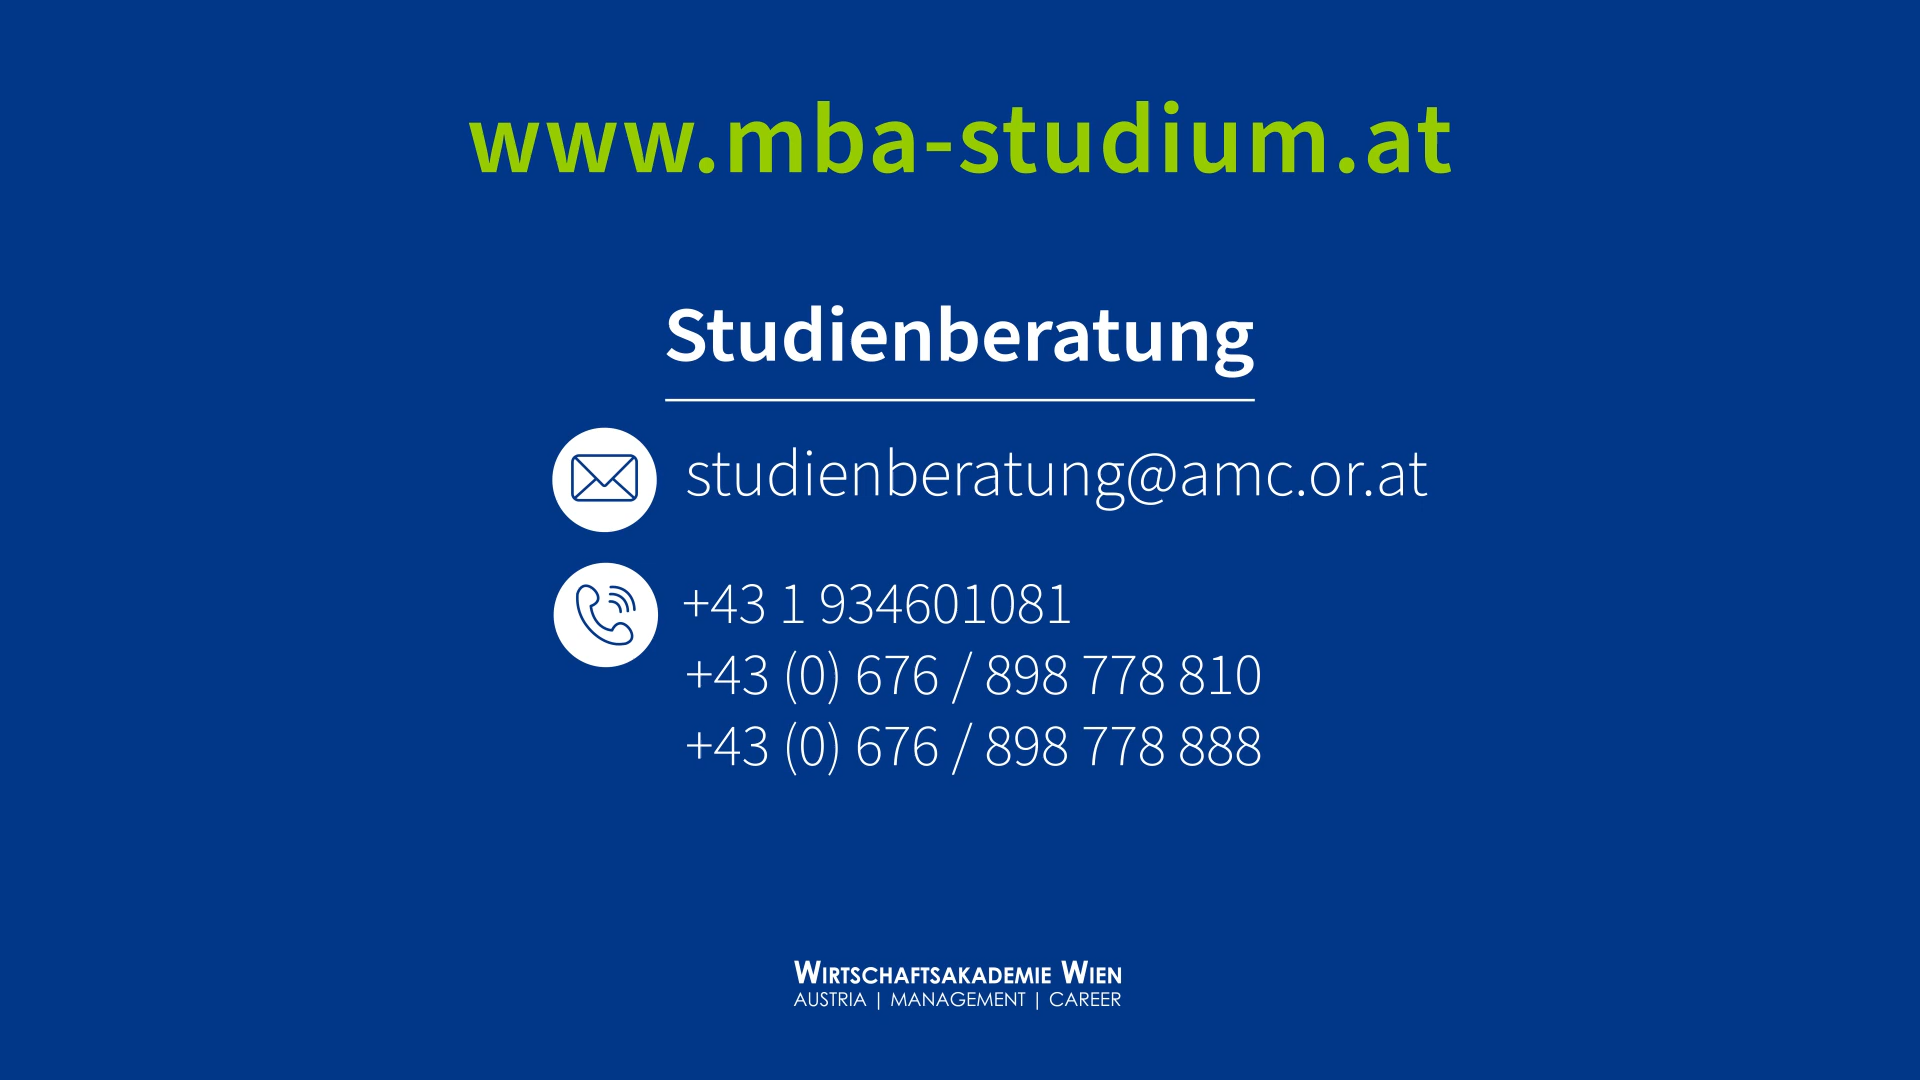 www.mba-studium.at
Studienberatung
studienberatung@amc.or.at
+43 1 934601081
+43 (0) 676 / 898 778 810
+43 (0) 676 / 898 778 888
WIRTSCHAFTSAKADEMIE WIEN
AUSTRIA | MANAGEMENT | CAREER